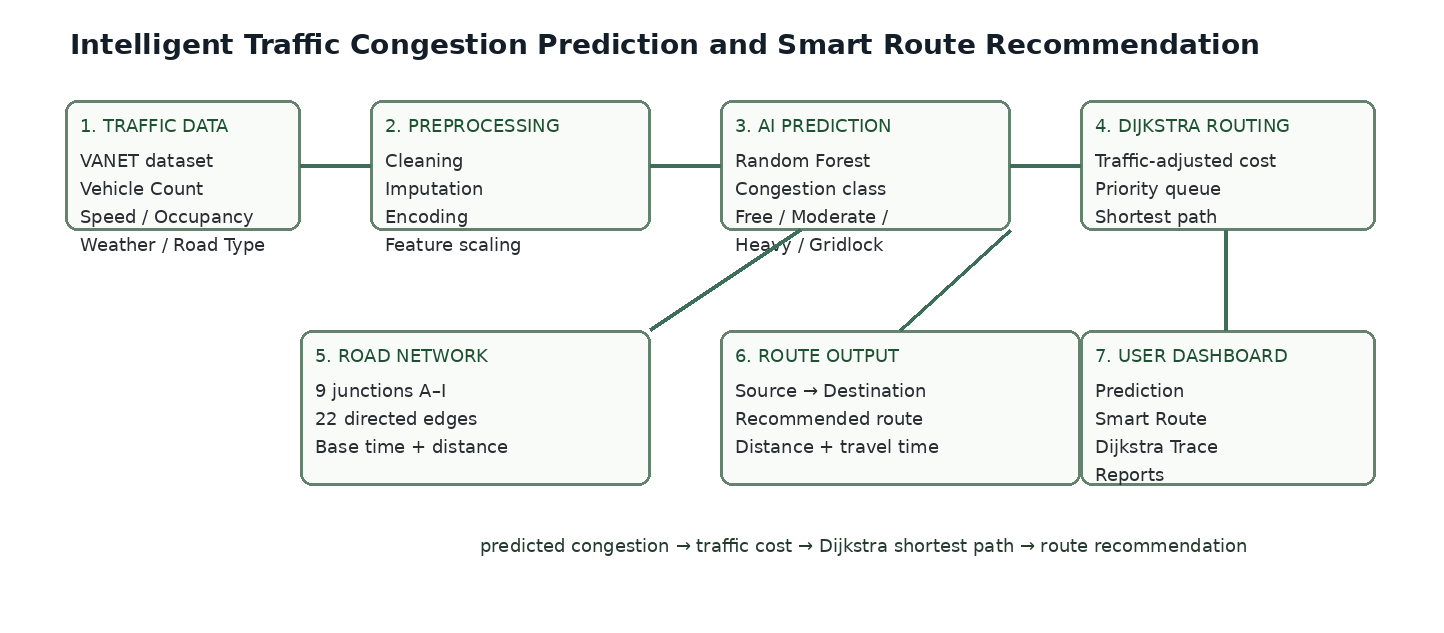 Intelligent Traffic Congestion Prediction and Smart Route Recommendation
1. TRAFFIC DATA
VANET dataset
Vehicle Count
Speed / Occupancy
Weather / Road Type
2. PREPROCESSING
Cleaning
Imputation
Encoding
Feature scaling
3. AI PREDICTION
Random Forest
Congestion class
Free / Moderate /
Heavy / Gridlock
4. DIJKSTRA ROUTING
Traffic-adjusted cost
Priority queue
Shortest path
5. ROAD NETWORK
9 junctions A–I
22 directed edges
Base time + distance
6. ROUTE OUTPUT
Source → Destination
Recommended route
Distance + travel time
7. USER DASHBOARD
Prediction
Smart Route
Dijkstra Trace
Reports
predicted congestion → traffic cost → Dijkstra shortest path → route recommendation